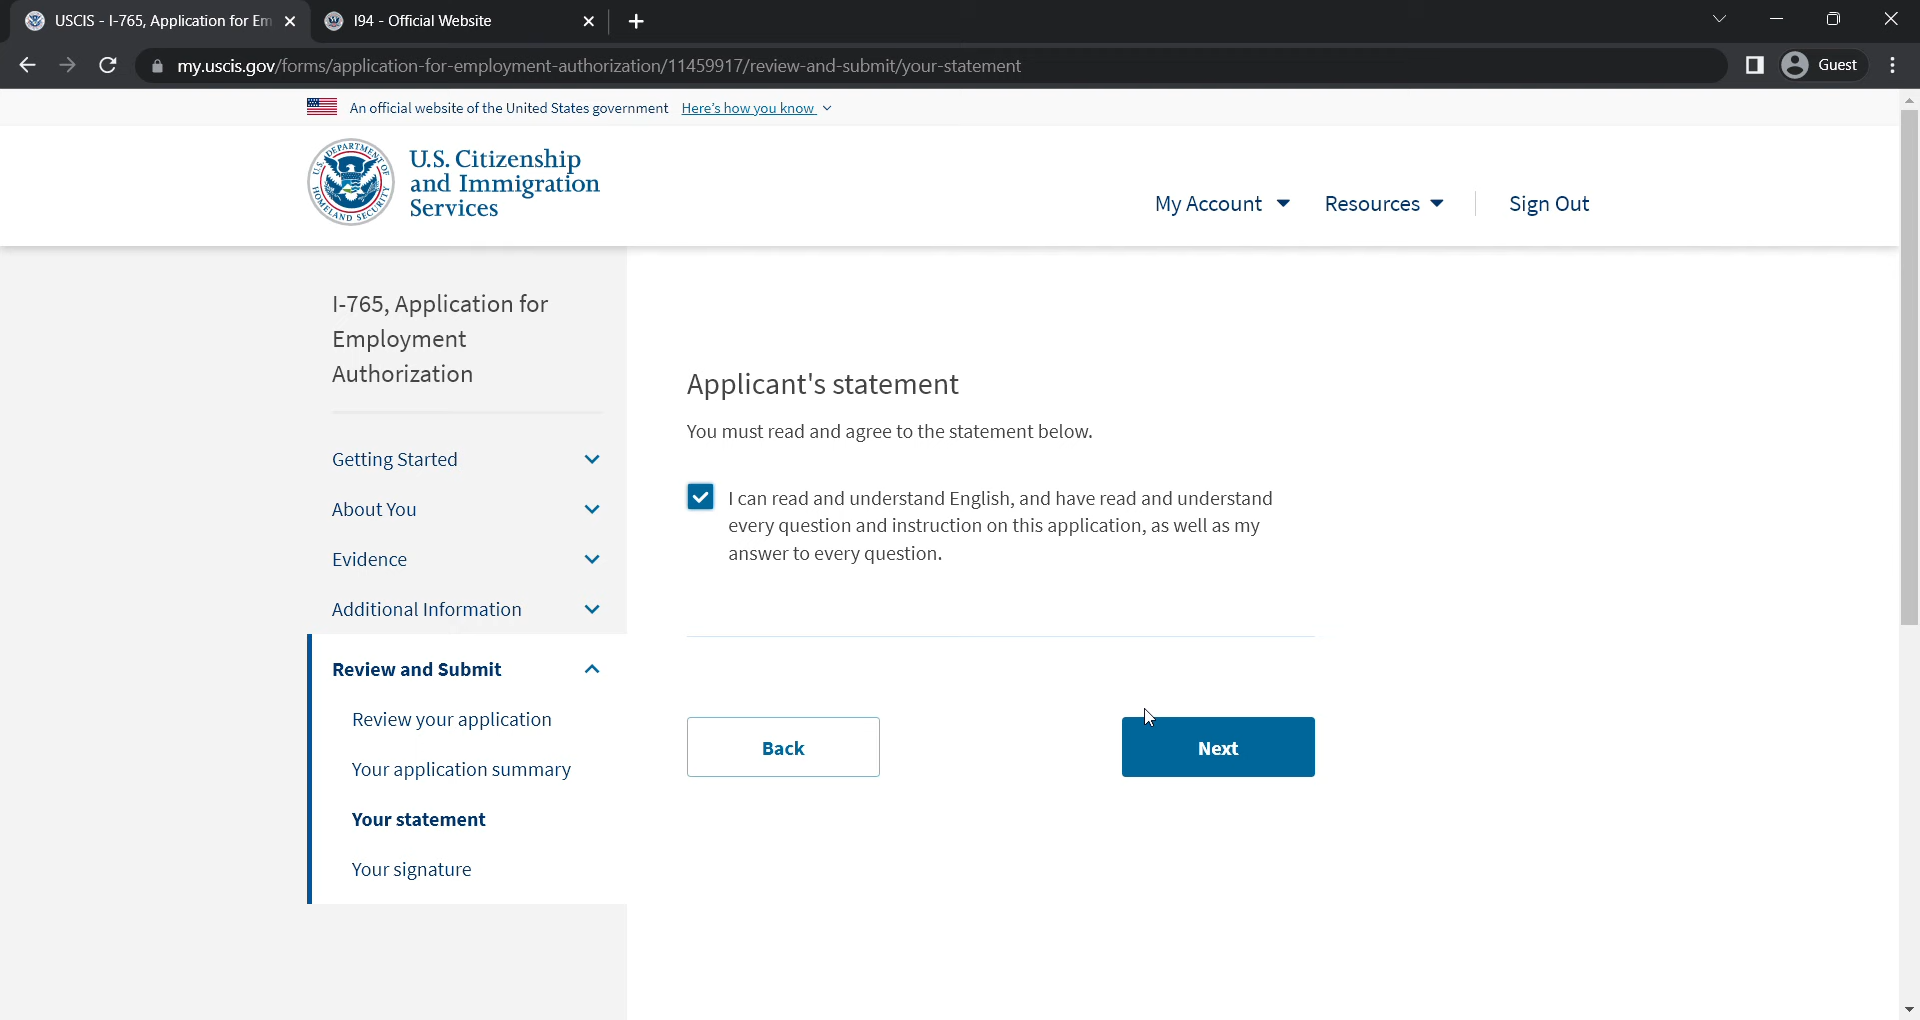 USCIS - I-765, Application for Em
I94 - Official Website
my.uscis.gov/forms/application-for-employment-authorization/11459917/review-and-submit/your-statement
Guest
An official website of the United States government Here's how you know
U.S. Citizenship
and Immigration
Services
U.S. DEPARTMENT OF
HOMELAND SECURITY
My Account
Resources
Sign Out
I-765, Application for
Employment
Authorization
Getting Started
About You
Evidence
Additional Information
Review and Submit
Review your application
Your application summary
Your statement
Your signature
Applicant's statement
You must read and agree to the statement below.
I can read and understand English, and have read and understand
every question and instruction on this application, as well as my
answer to every question.
Back
Next